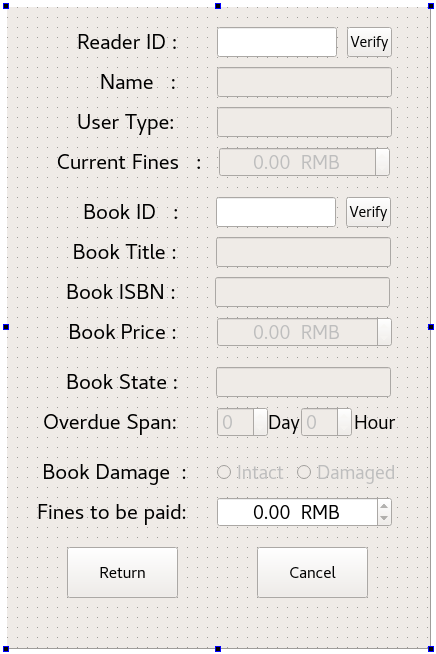 Reader ID : Verify
Name :
User Type:
Current Fines : 0.00 RMB
Book ID : Verify
Book Title :
Book ISBN :
Book Price : 0.00 RMB
Book State :
Overdue Span: 0 Day 0 Hour
Book Damage : Intact Damaged
Fines to be paid: 0.00 RMB
Return Cancel